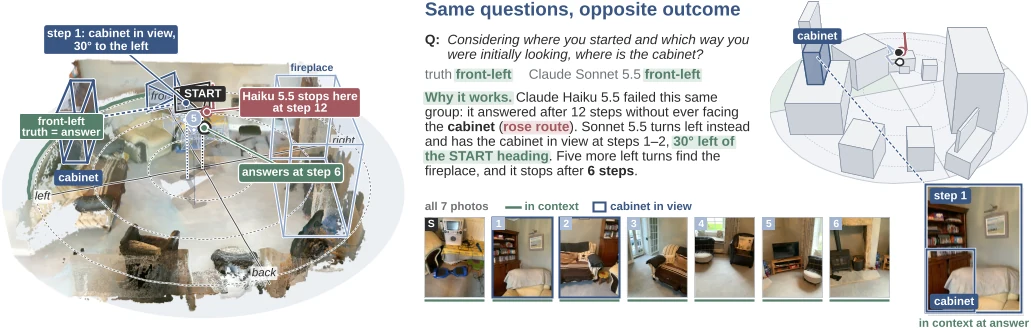 step 1: cabinet in view,
30° to the left
fireplace
front
START
Haiku 5.5 stops here
at step 12
5
front-left
truth = answer
right
cabinet
answers at step 6
left
back
Same questions, opposite outcome
Q: Considering where you started and which way you
were initially looking, where is the cabinet?
truth front-left Claude Sonnet 5.5 front-left
Why it works. Claude Haiku 5.5 failed this same
group: it answered after 12 steps without ever facing
the cabinet (rose route). Sonnet 5.5 turns left instead
and has the cabinet in view at steps 1–2, 30° left of
the START heading. Five more left turns find the
fireplace, and it stops after 6 steps.
all 7 photos in context cabinet in view
S 1 2 3 4 5 6
cabinet
step 1
cabinet
in context at answer